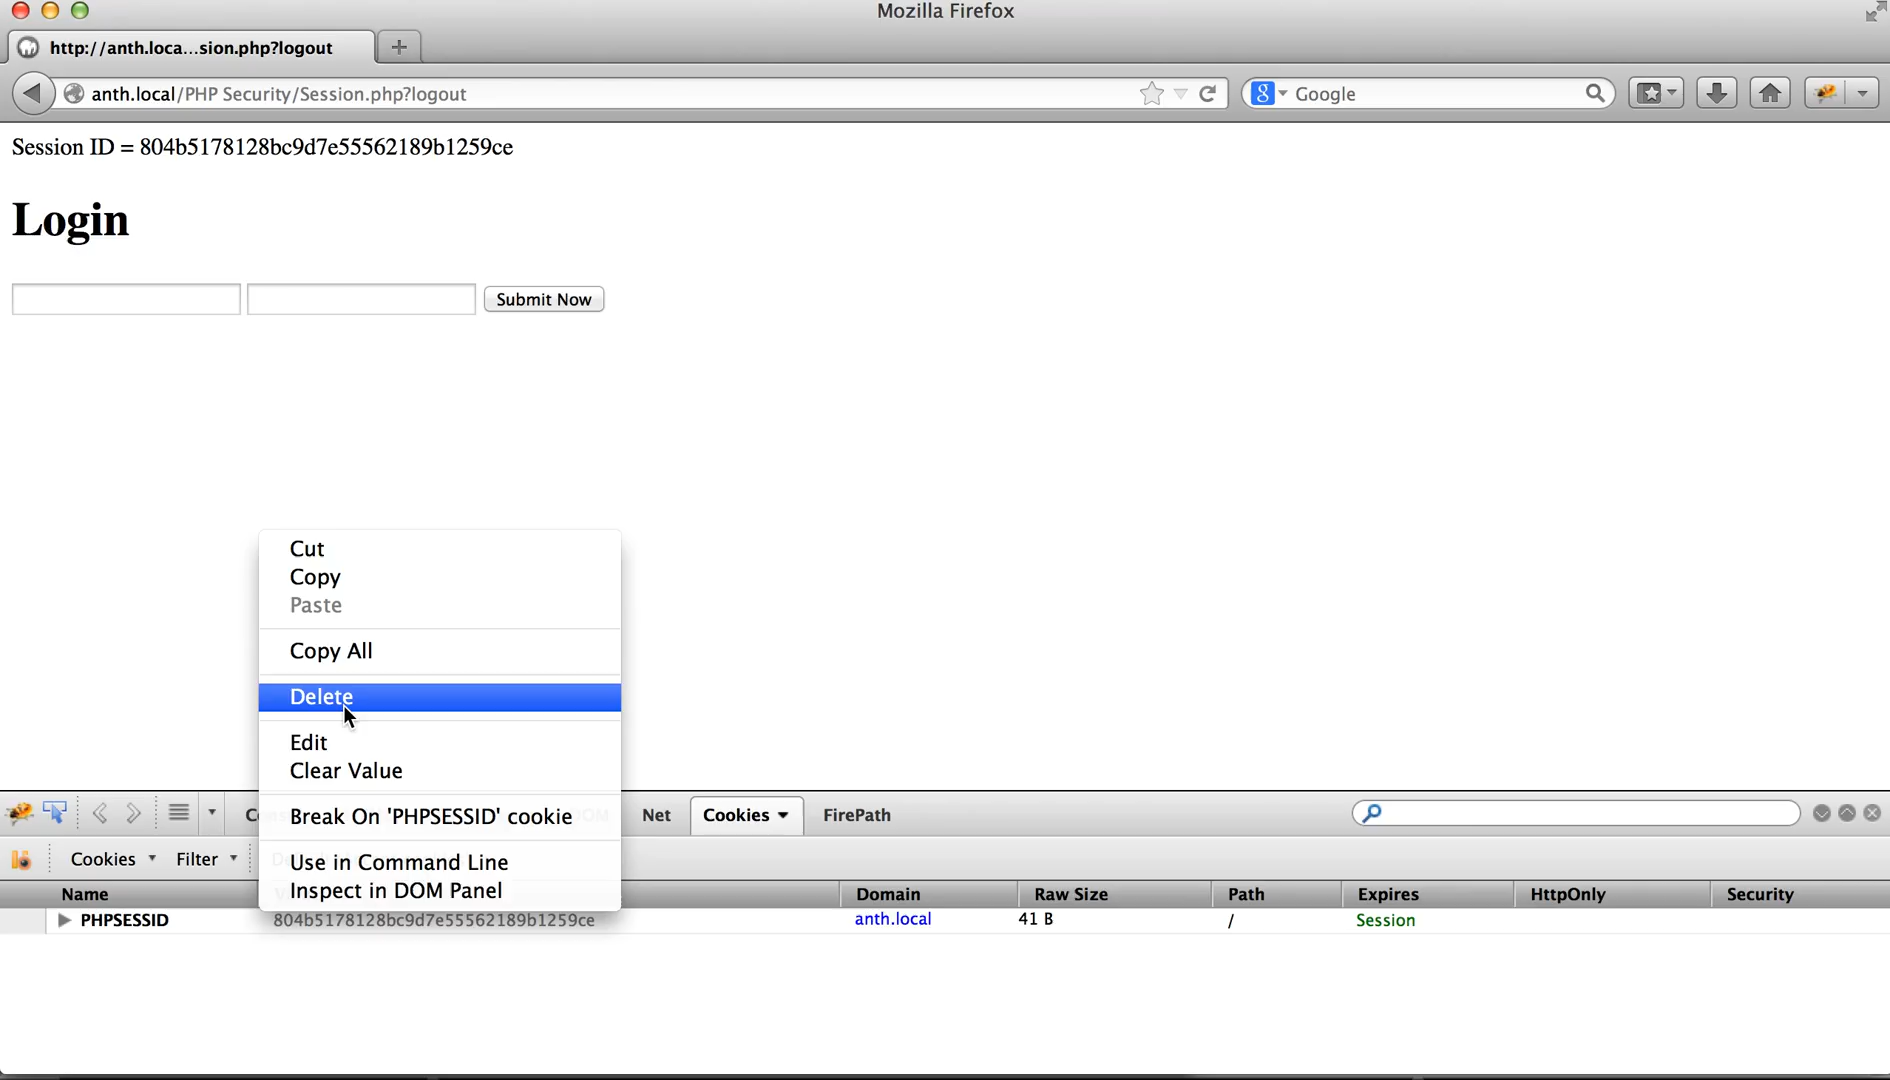 Mozilla Firefox
http://anth.loca...sion.php?logout
anth.local/PHP Security/Session.php?logout
Google
Session ID = 804b5178128bc9d7e55562189b1259ce
Login
Submit Now
Cut
Copy
Paste
Copy All
Delete
Edit
Clear Value
Break On 'PHPSESSID' cookie
Use in Command Line
Inspect in DOM Panel
Net
Cookies
FirePath
Cookies
Filter
Name
Domain
Raw Size
Path
Expires
HttpOnly
Security
PHPSESSID
804b5178128bc9d7e55562189b1259ce
anth.local
41 B
/
Session